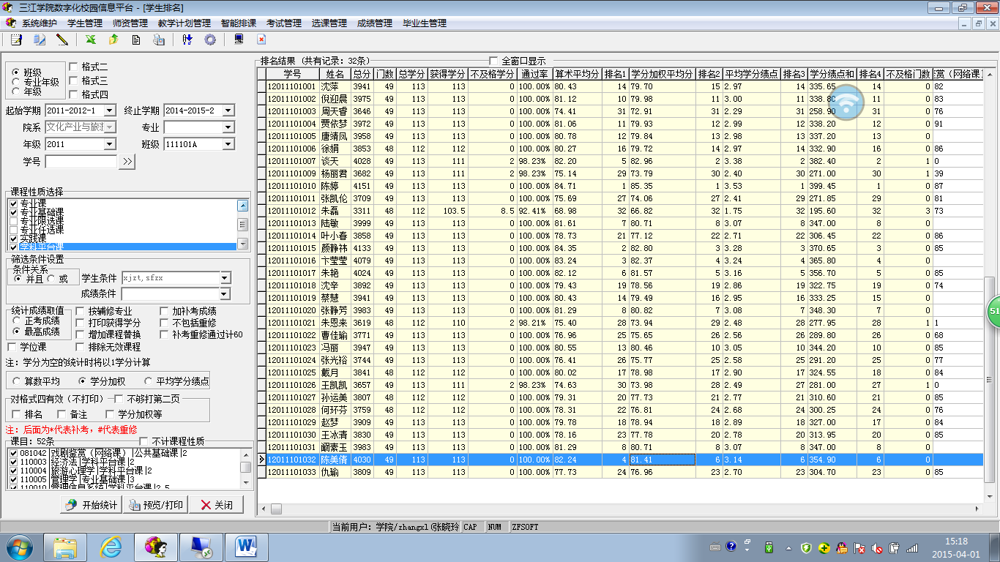 三江学院数字化校园信息平台 - [学生排名]
系统维护 学生管理 师资管理 教学计划管理 智能排课 考试管理 选课管理 成绩管理 毕业生管理
班级
专业年级
年级
格式二
格式三
格式四
起始学期 2011-2012-1 终止学期 2014-2015-2
院系 文化产业与旅游 专业
年级 2011 班级 111101A
学号 >>
课程性质选择
专业课
专业基础课
专业限选课
专业任选课
实践课
学科平台课
筛选条件设置
条件关系
并且 或 学生条件 xjzt,sfzx
成绩条件
统计成绩取值
正考成绩
最高成绩
按辅修专业 加补考成绩
打印获得学分 不包括重修
增加课程替换 补考重修通过计60
学位课 排除无效课程
注：学分为空的统计时将以1学分计算
算数平均 学分加权 平均学分绩点
对格式四有效（不打印） 不够打第二页
排名 备注 学分加权等
注：后面为*代表补考，#代表重修
课目：52条 不计课程性质
081042|戏剧鉴赏（网络课）|公共基础课|2
110003|经济法|学科平台课|2
110004|旅游心理学|学科平台课|2
110005|管理学|专业基础课|3
110010|管理信息系统|学科平台课|2.5
开始统计 预览/打印 关闭
排名结果（共有记录：32条） 全窗口显示
学号 姓名 总分 门数 总学分 获得学分 不及格学分 通过率 算术平均分 排名1 学分加权平均分 排名2 平均学分绩点 排名3 学分绩点和 排名4 不及格门数 赏（网络课
12011101001 沈萍 3941 49 113 113 0 100.00% 80.43 14 79.70 15 2.97 14 335.65 14 0 82
12011101002 倪迎晨 3975 49 113 113 0 100.00% 81.12 10 79.98 11 3.00 11 338.80 11 0 83
12011101003 周天睿 3646 49 113 113 0 100.00% 74.41 31 72.91 31 2.29 31 258.90 31 0 76
12011101004 贾依梦 3972 49 113 113 0 100.00% 81.06 11 79.93 12 2.99 12 338.20 12 0 91
12011101005 唐靖凤 3958 49 113 113 0 100.00% 80.78 12 79.84 13 2.98 13 337.20 13 0
12011101006 徐娟 3853 48 112 112 0 100.00% 80.27 16 79.72 14 2.97 14 332.90 16 0 86
12011101007 谈天 4028 49 113 111 2 98.23% 82.20 5 82.96 2 3.38 2 382.40 2 1 0
12011101009 杨丽君 3682 49 113 111 2 98.23% 75.14 29 73.79 30 2.40 30 271.00 30 1 39
12011101010 陈婷 4151 49 113 113 0 100.00% 84.71 1 85.35 1 3.53 1 399.45 1 0 87
12011101011 张凯伦 3709 49 113 113 0 100.00% 75.69 27 74.06 27 2.41 29 271.85 29 0 81
12011101012 朱磊 3311 48 112 103.5 8.5 92.41% 68.98 32 66.82 32 1.75 32 195.60 32 3 73
12011101013 陆敏 3999 49 113 113 0 100.00% 81.61 7 80.71 8 3.07 8 347.00 8 0
12011101014 叶小春 3858 49 113 113 0 100.00% 78.73 21 77.12 22 2.71 22 306.45 22 0 86
12011101015 颜静祎 4133 49 113 113 0 100.00% 84.35 2 82.80 3 3.28 3 370.65 3 0 85
12011101016 卞莹莹 4079 49 113 113 0 100.00% 83.24 3 82.37 4 3.24 4 365.80 4 0
12011101017 朱艳 4024 49 113 113 0 100.00% 82.12 6 81.57 5 3.16 5 356.70 5 0 85
12011101018 沈辛 3892 49 113 113 0 100.00% 79.43 19 78.56 19 2.86 19 322.75 19 0 74
12011101019 蔡慧 3941 49 113 113 0 100.00% 80.43 14 79.49 16 2.95 16 333.25 15 0
12011101020 张静芳 3983 49 113 113 0 100.00% 81.29 8 80.82 7 3.08 7 348.30 7 0
12011101021 朱恩来 3619 48 112 110 2 98.21% 75.40 28 73.94 29 2.48 28 277.95 28 1 1
12011101022 曹佳瑜 3771 49 113 113 0 100.00% 76.96 25 75.65 26 2.56 26 289.80 26 0 68
12011101023 冯丽 3947 49 113 113 0 100.00% 80.55 13 80.46 10 3.05 10 344.20 10 0 85
12011101024 张光裕 3744 49 113 113 0 100.00% 76.41 26 75.77 25 2.58 25 291.20 25 0 77
12011101025 戴月 3841 48 112 112 0 100.00% 80.02 17 78.98 17 2.90 17 324.55 18 0 84
12011101026 王凯凯 3657 49 113 111 2 98.23% 74.63 30 73.98 28 2.49 27 281.00 27 1 0
12011101027 孙运美 3807 48 112 112 0 100.00% 79.31 20 77.73 21 2.77 21 310.60 21 0 85
12011101028 何环芬 3759 48 112 112 0 100.00% 78.31 22 76.81 24 2.68 24 300.25 24 0 76
12011101029 赵梦 3909 49 113 113 0 100.00% 79.78 18 78.94 18 2.89 18 327.00 17 0 84
12011101030 王冰清 3830 49 113 113 0 100.00% 78.16 23 77.78 20 2.78 20 313.95 20 0 85
12011101031 阚素玉 3983 49 113 113 0 100.00% 81.29 8 80.71 8 3.07 8 347.00 8 0
12011101032 陈美倩 4030 49 113 113 0 100.00% 82.24 4 81.41 6 3.14 6 354.90 6 0
12011101033 仇瑜 3809 49 113 113 0 100.00% 77.73 24 76.96 23 2.70 23 304.70 23 0 85
51
当前用户：学院/zhangxl（张晓玲 CAP NUM ZFSOFT
15:18
2015-04-01